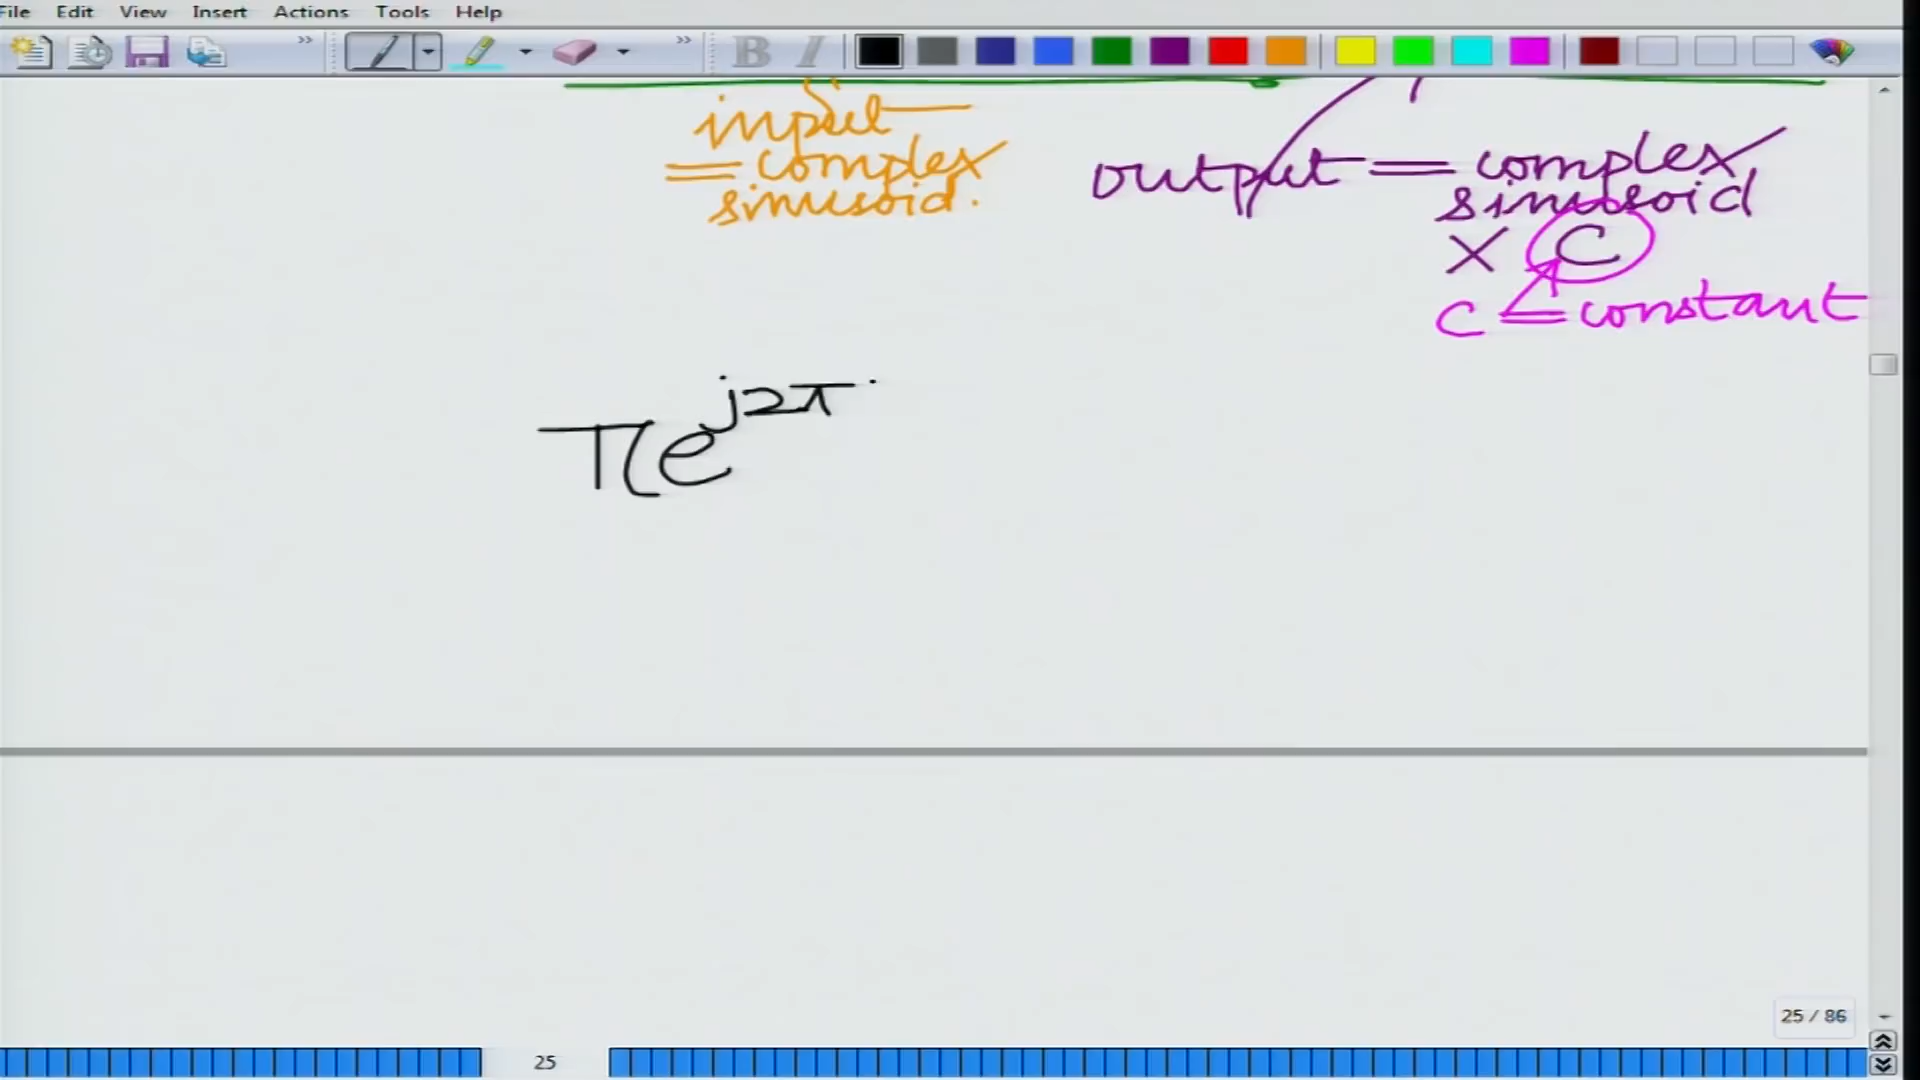 File Edit View Insert Actions Tools Help
B I
input
= complex
sinusoid.
output = complex
sinusoid
× C
C = constant
T(e^{j2π
25 / 86
25